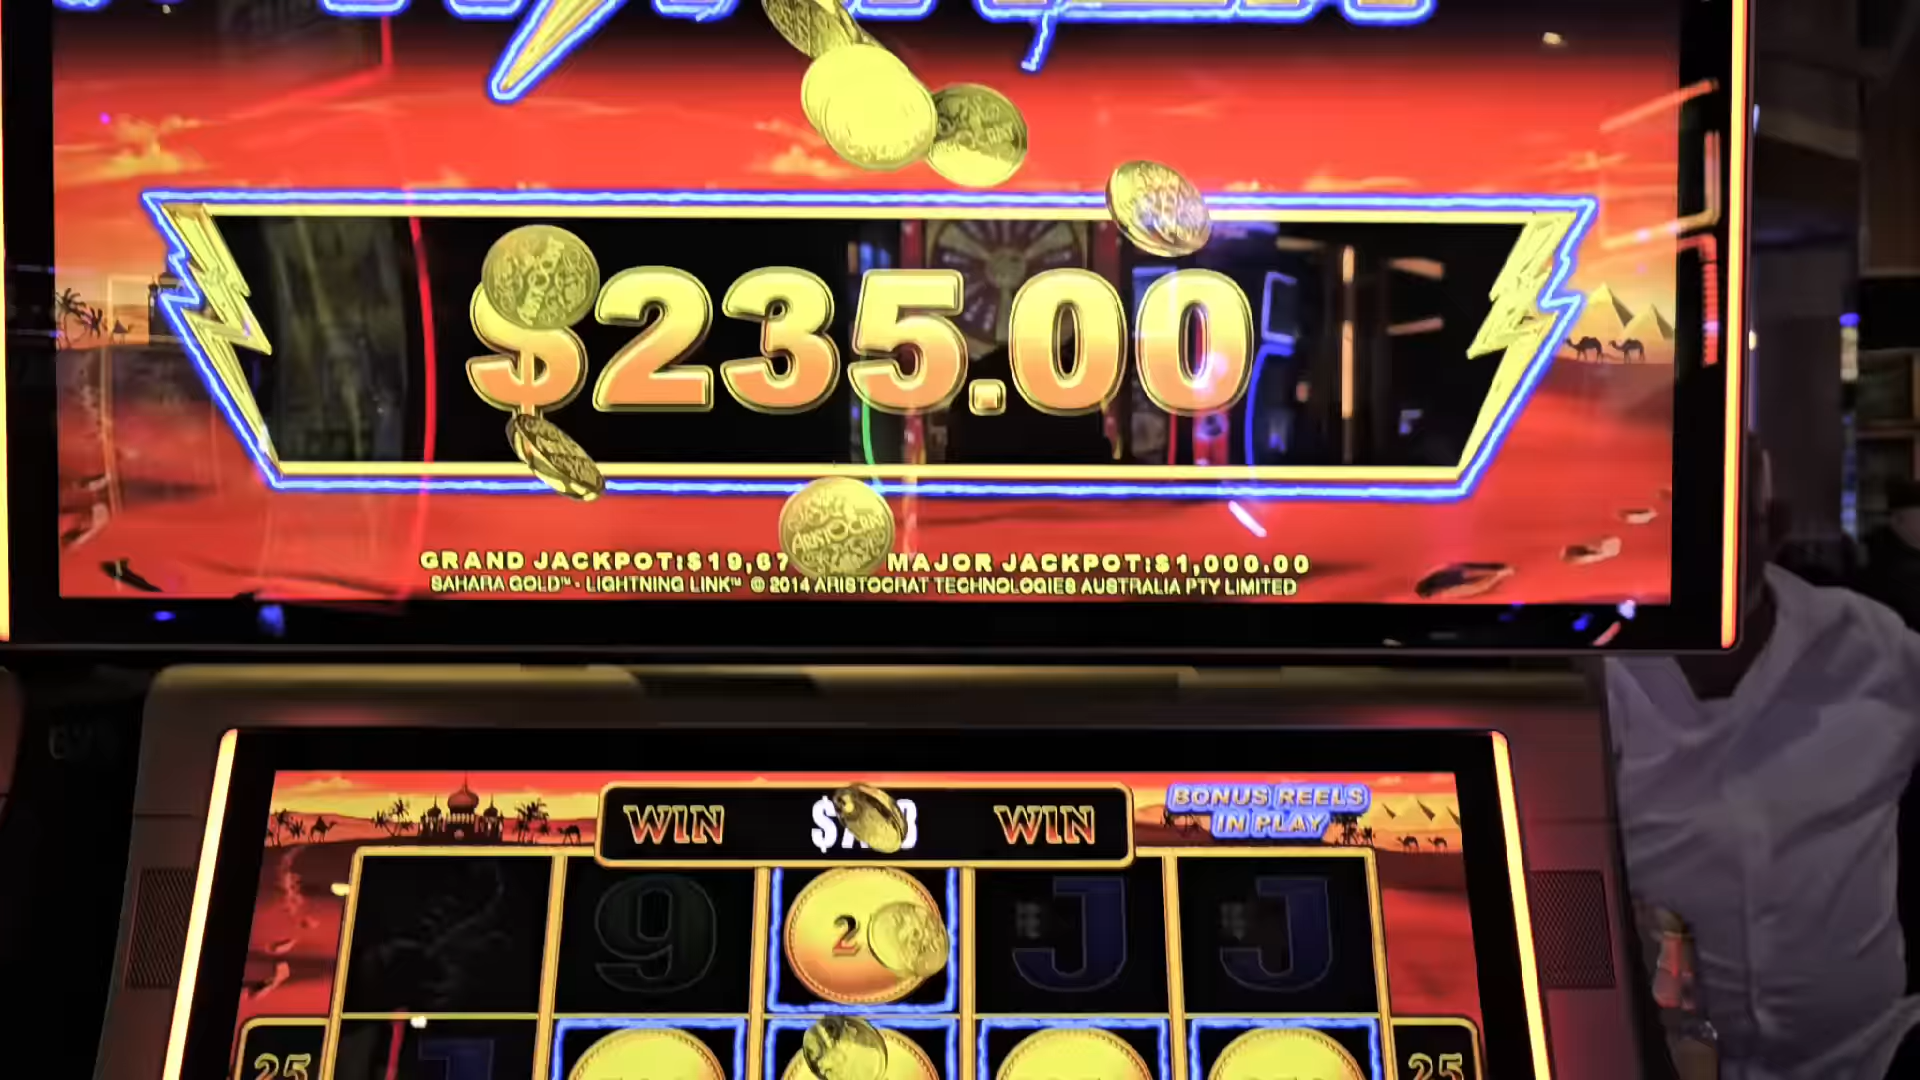 $235.00
GRAND JACKPOT:$19,67 MAJOR JACKPOT:$1,000.00
SAHARA GOLD™ - LIGHTNING LINK™ © 2014 ARISTOCRAT TECHNOLOGIES AUSTRALIA PTY LIMITED
WIN WIN
BONUS REELS
IN PLAY
9 2 J J
25 25